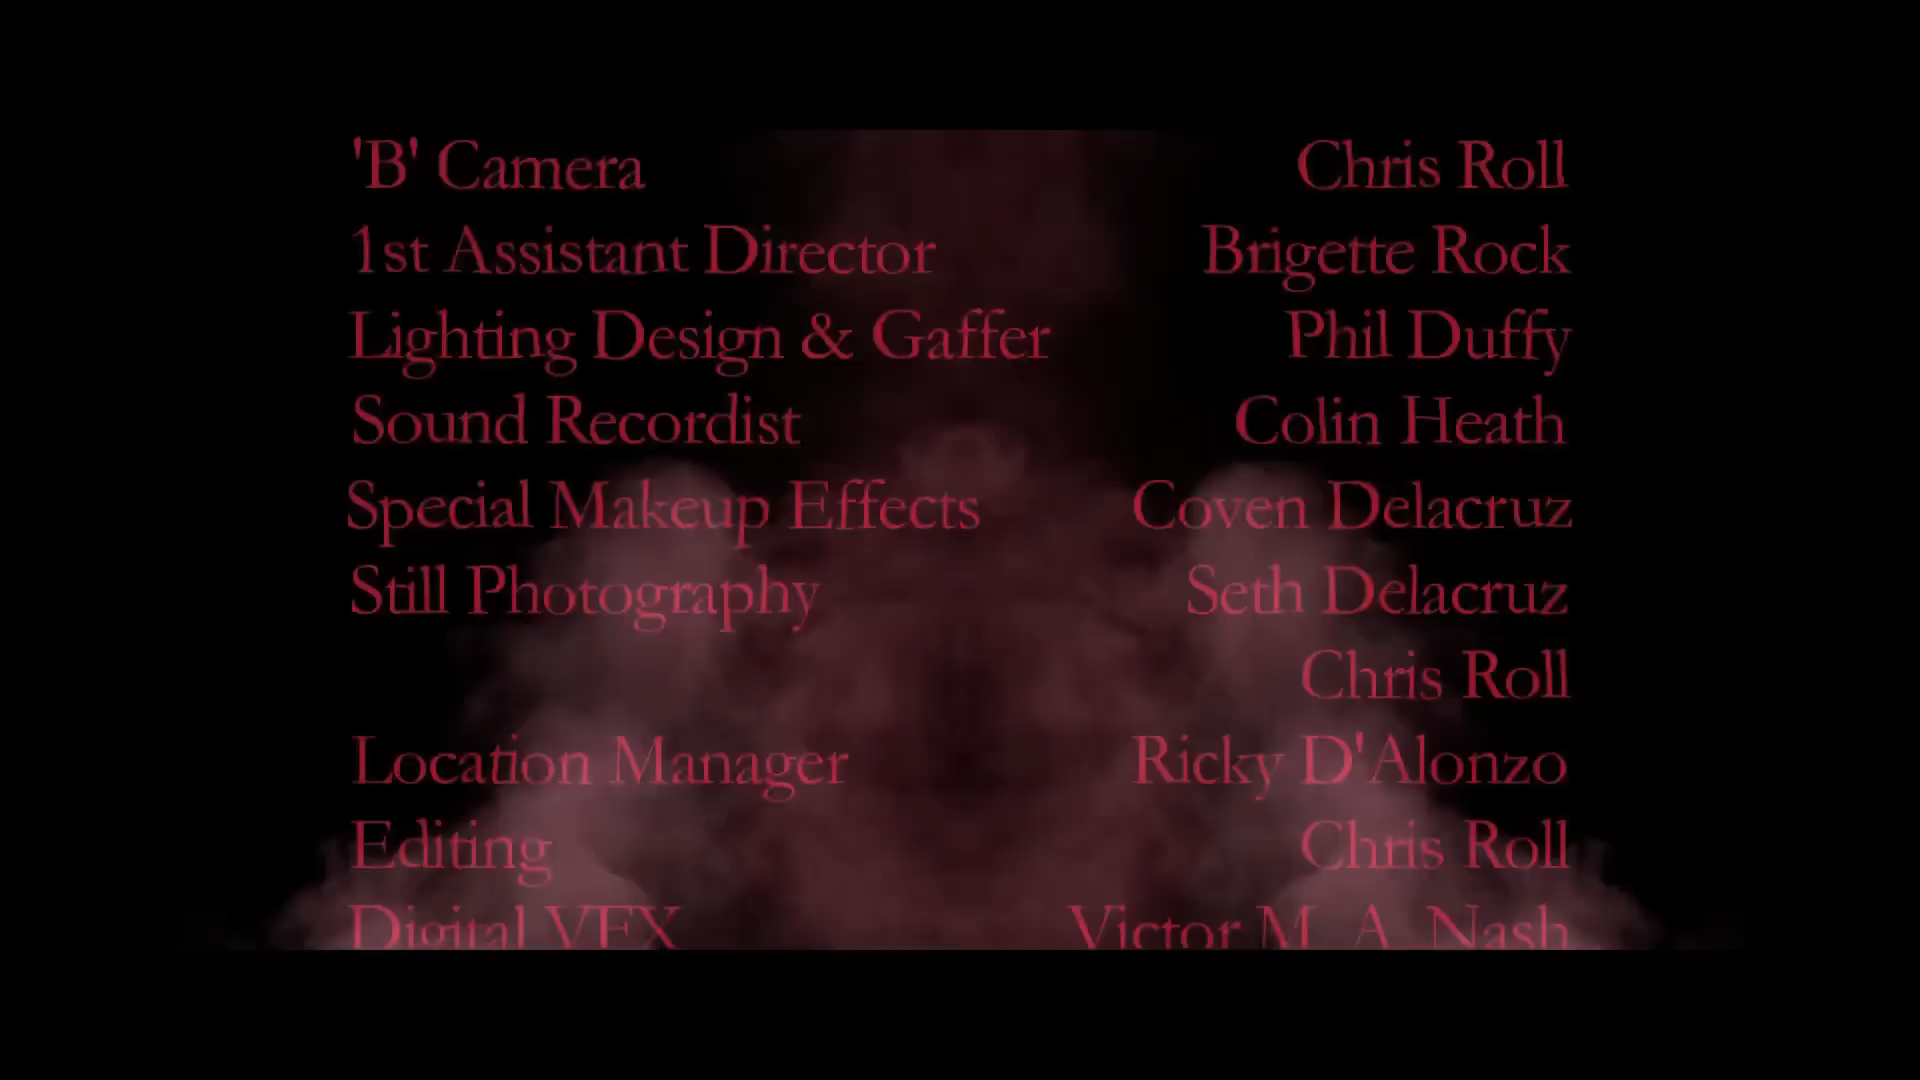 'B' Camera Chris Roll
1st Assistant Director Brigette Rock
Lighting Design & Gaffer Phil Duffy
Sound Recordist Colin Heath
Special Makeup Effects Coven Delacruz
Still Photography Seth Delacruz
Chris Roll
Location Manager Ricky D'Alonzo
Editing Chris Roll
Digital VFX Victor M. A. Nash